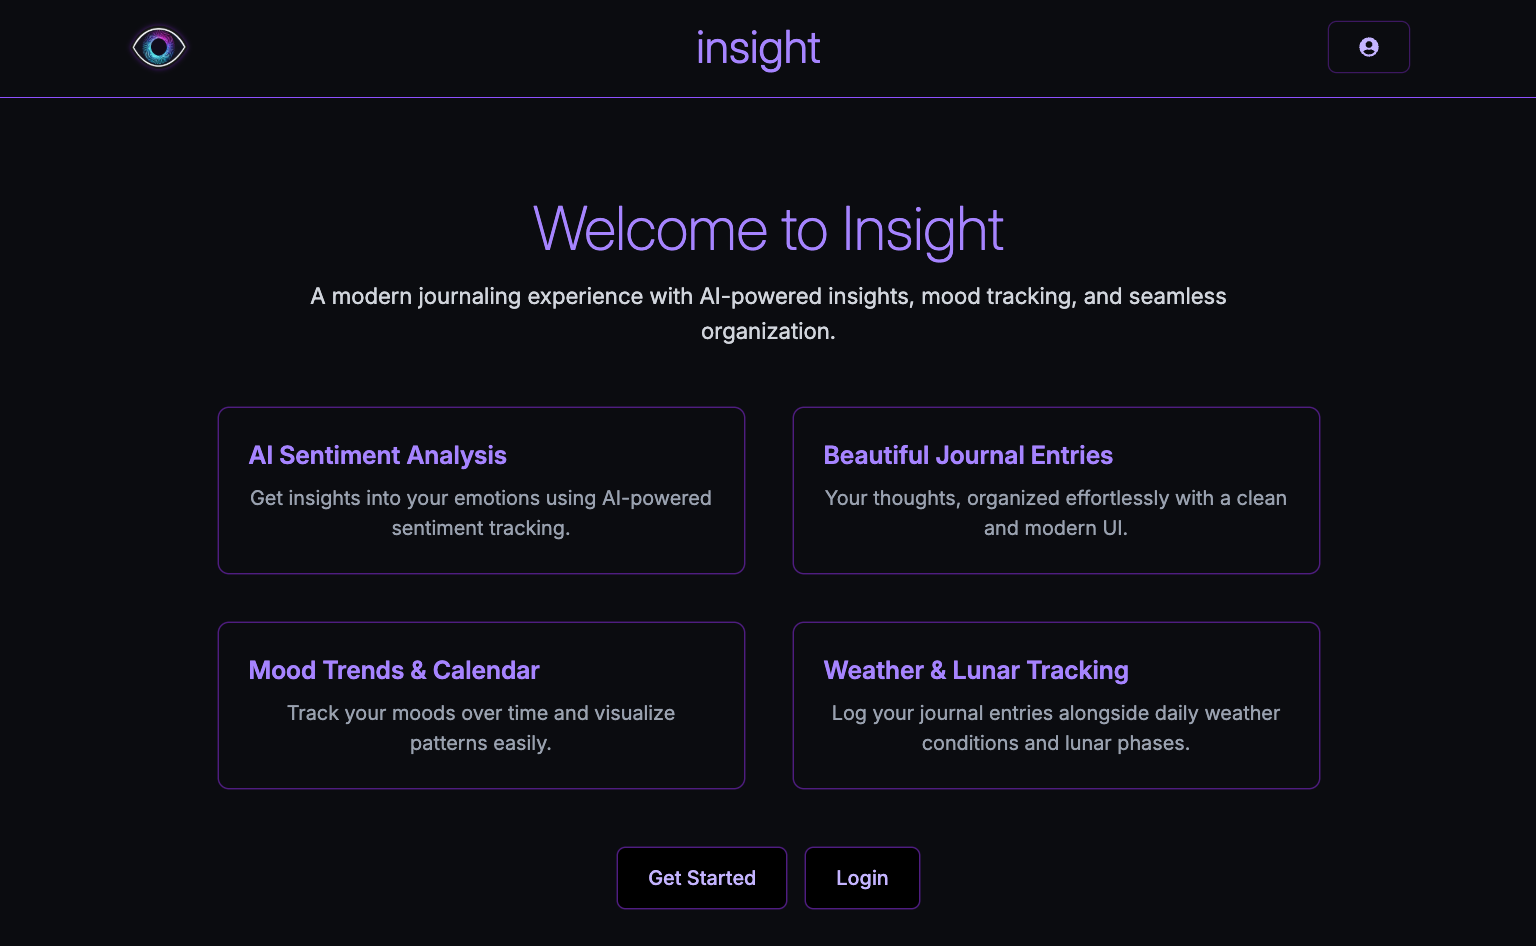 insight
Welcome to Insight
A modern journaling experience with AI-powered insights, mood tracking, and seamless
organization.
AI Sentiment Analysis
Get insights into your emotions using AI-powered
sentiment tracking.
Beautiful Journal Entries
Your thoughts, organized effortlessly with a clean
and modern UI.
Mood Trends & Calendar
Track your moods over time and visualize
patterns easily.
Weather & Lunar Tracking
Log your journal entries alongside daily weather
conditions and lunar phases.
Get Started
Login